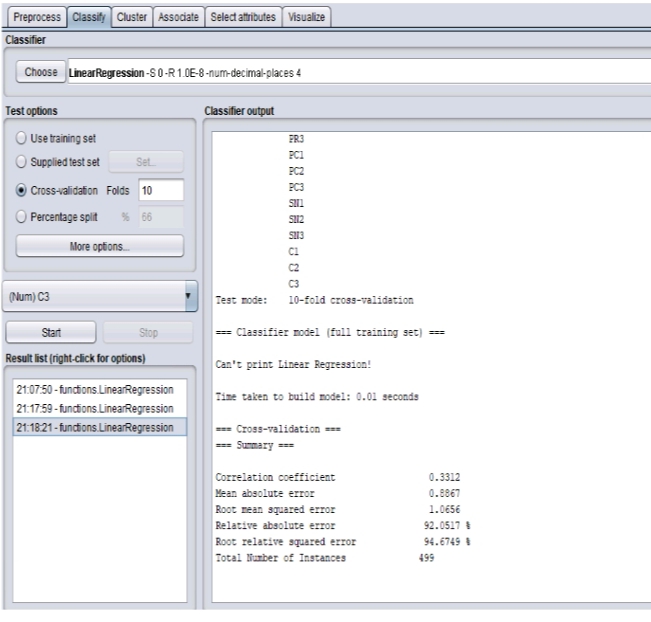 Preprocess Classify Cluster Associate Select attributes Visualize
Classifier
Choose LinearRegression -S 0 -R 1.0E-8 -num-decimal-places 4
Test options
Use training set
Supplied test set Set...
Cross-validation Folds 10
Percentage split % 66
More options...
(Num) C3
Start Stop
Result list (right-click for options)
21:07:50 - functions.LinearRegression
21:17:59 - functions.LinearRegression
21:18:21 - functions.LinearRegression
Classifier output
PR3
PC1
PC2
PC3
SN1
SN2
SN3
C1
C2
C3
Test mode: 10-fold cross-validation
=== Classifier model (full training set) ===
Can't print Linear Regression!
Time taken to build model: 0.01 seconds
=== Cross-validation ===
=== Summary ===
Correlation coefficient 0.3312
Mean absolute error 0.8867
Root mean squared error 1.0656
Relative absolute error 92.0517 %
Root relative squared error 94.6749 %
Total Number of Instances 499